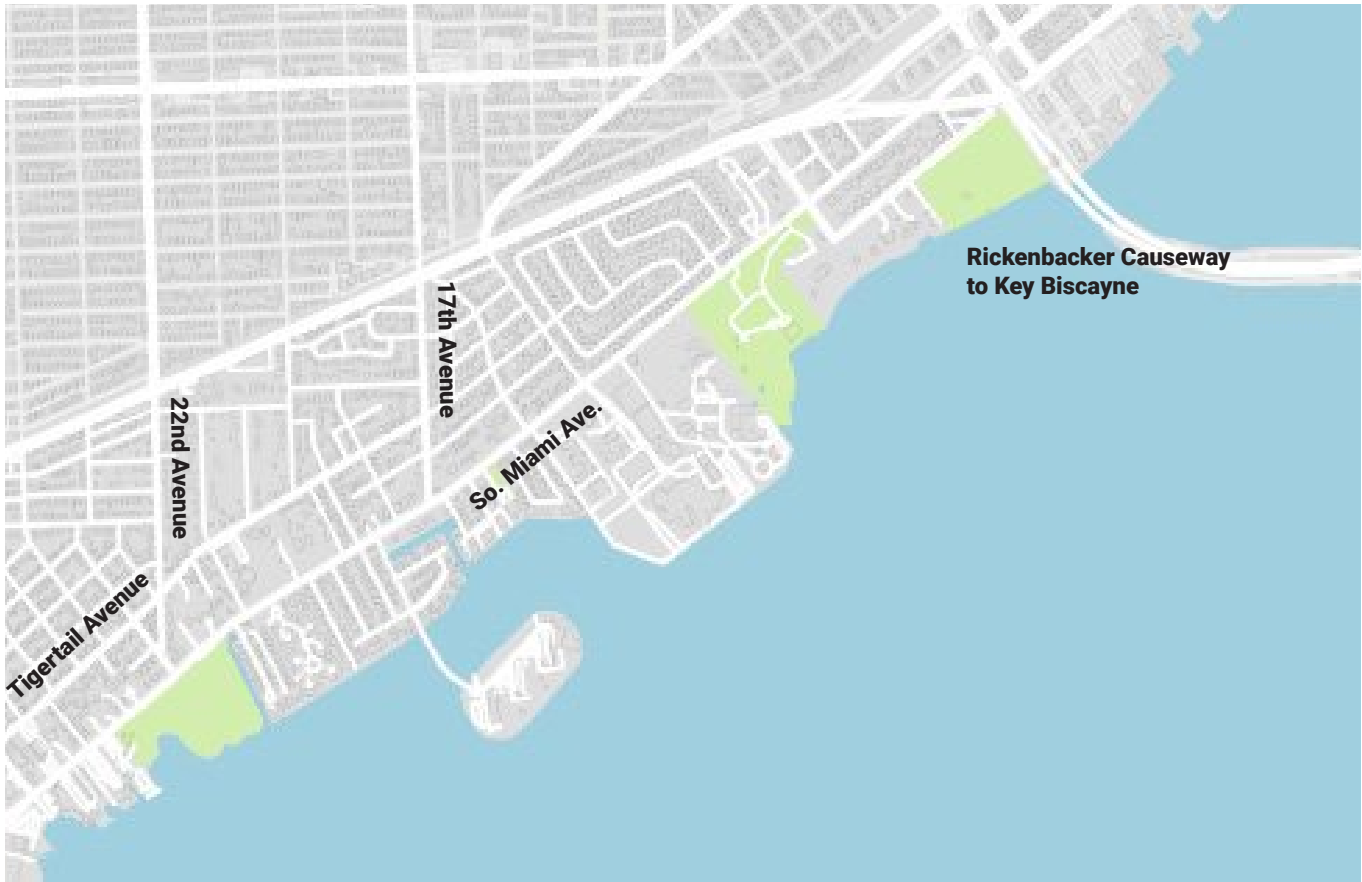 Rickenbacker Causeway
to Key Biscayne
17th Avenue
22nd Avenue
So. Miami Ave.
Tigertail Avenue